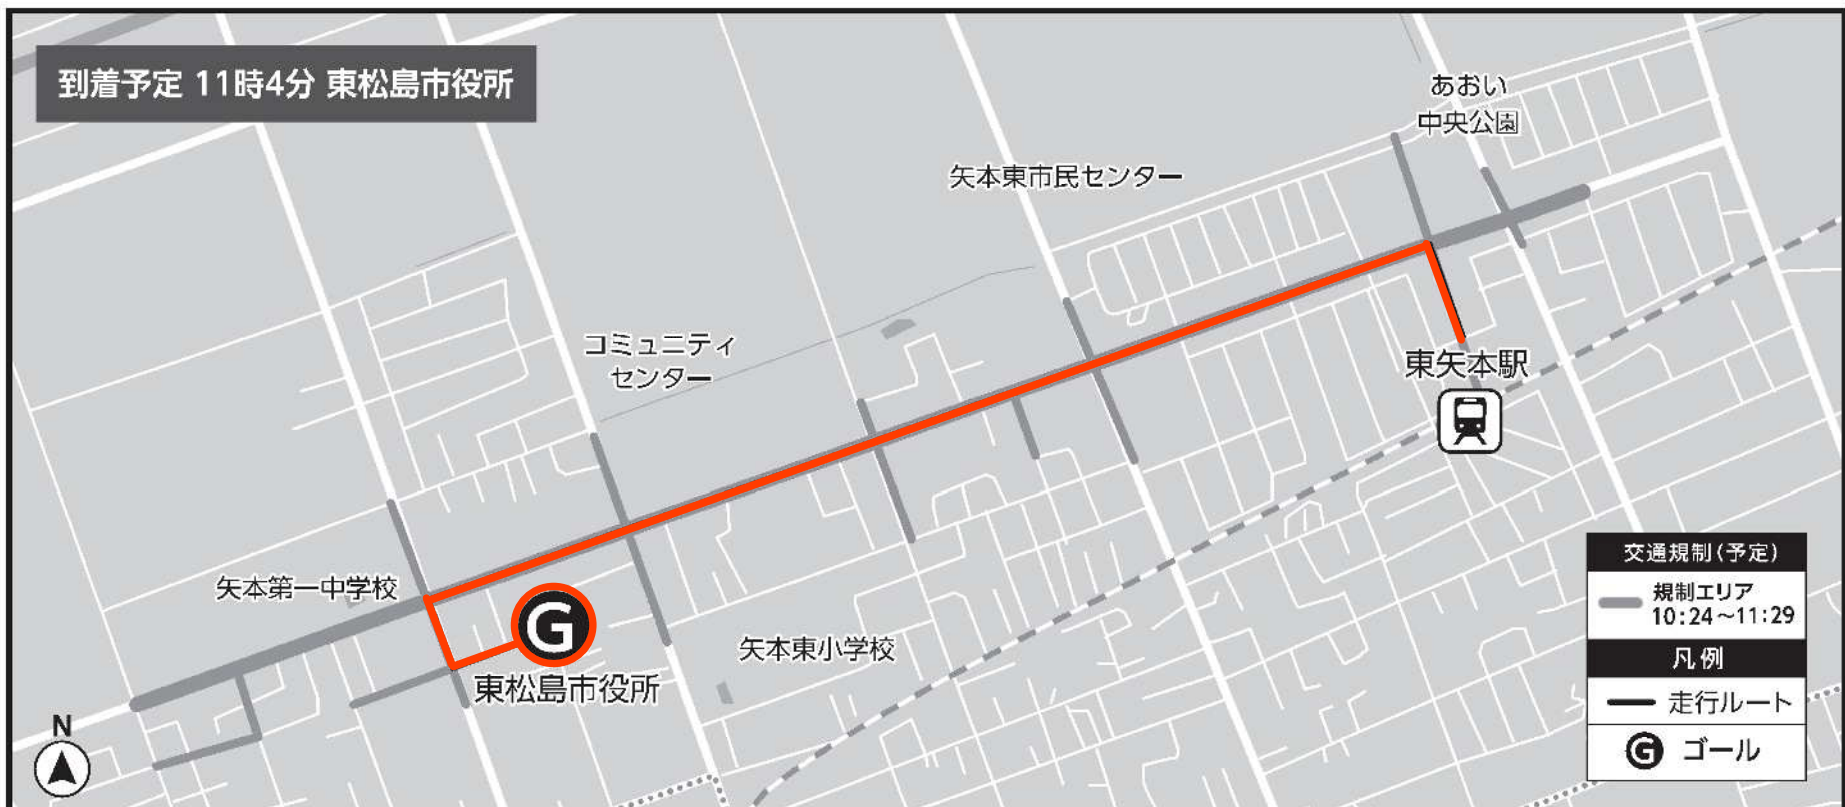 到着予定 11時4分 東松島市役所
あおい
中央公園
矢本東市民センター
コミュニティ
センター
東矢本駅
矢本第一中学校
G
東松島市役所
矢本東小学校
N
交通規制(予定)
規制エリア
10:24〜11:29
凡例
走行ルート
G ゴール